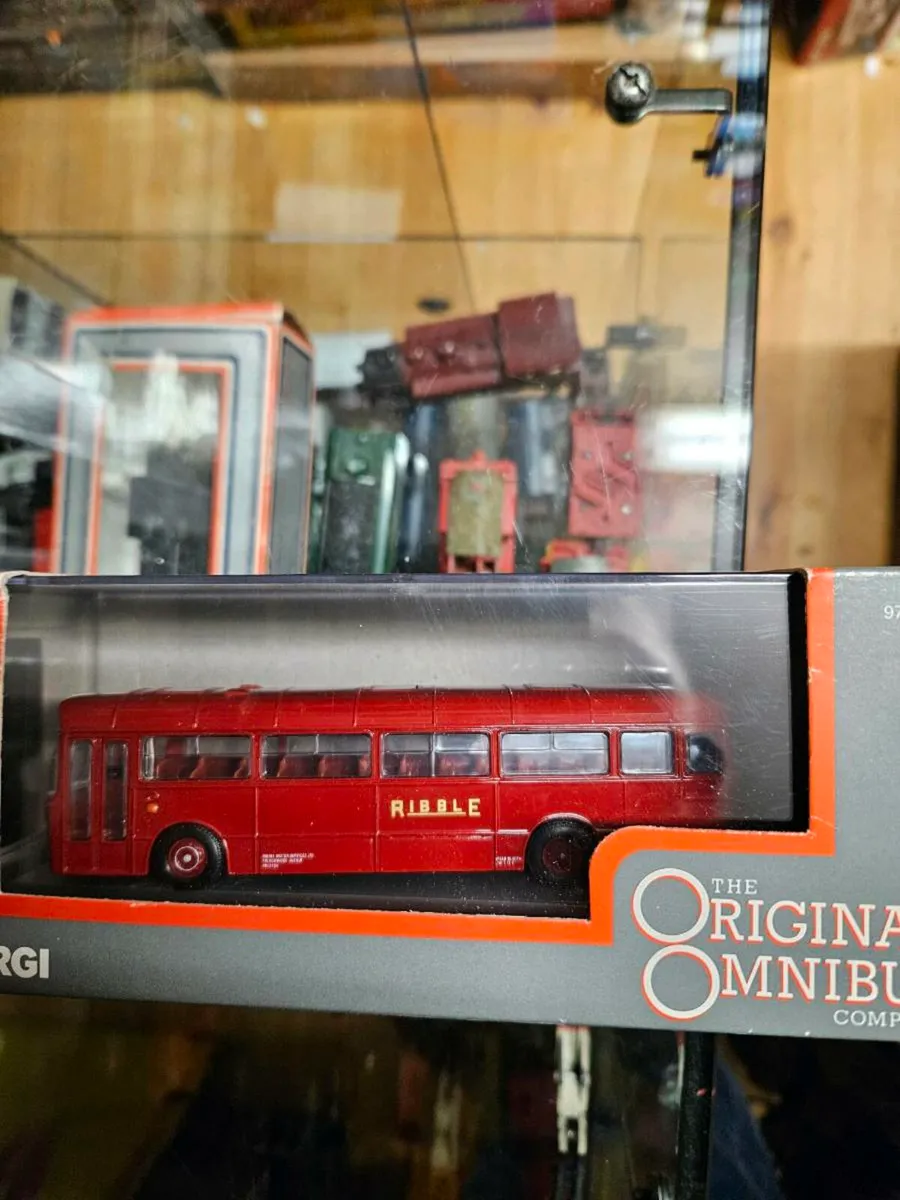 97
RIBBLE
RGI
THE
ORIGINA
OMNIBU
COMP